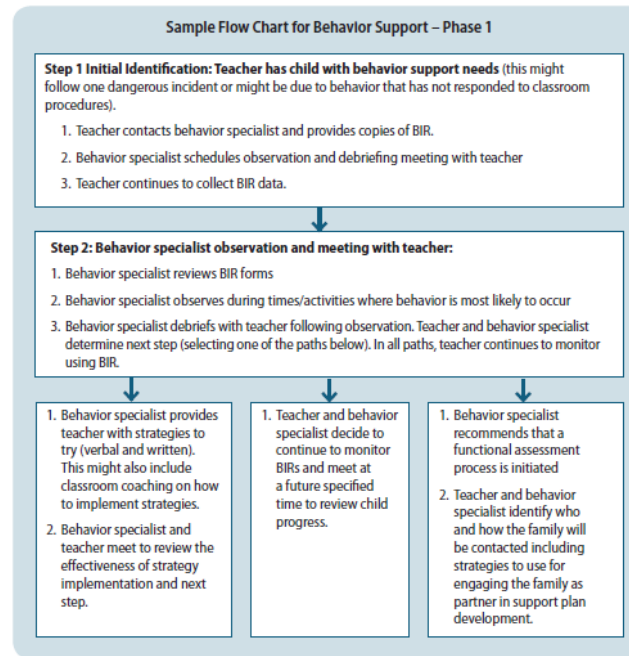 Sample Flow Chart for Behavior Support – Phase 1
Step 1 Initial Identification: Teacher has child with behavior support needs (this might
follow one dangerous incident or might be due to behavior that has not responded to classroom
procedures).
1. Teacher contacts behavior specialist and provides copies of BIR.
2. Behavior specialist schedules observation and debriefing meeting with teacher
3. Teacher continues to collect BIR data.
Step 2: Behavior specialist observation and meeting with teacher:
1. Behavior specialist reviews BIR forms
2. Behavior specialist observes during times/activities where behavior is most likely to occur
3. Behavior specialist debriefs with teacher following observation. Teacher and behavior specialist
determine next step (selecting one of the paths below). In all paths, teacher continues to monitor
using BIR.
1. Behavior specialist provides
teacher with strategies to
try (verbal and written).
This might also include
classroom coaching on how
to implement strategies.
2. Behavior specialist and
teacher meet to review the
effectiveness of strategy
implementation and next
step.
1. Teacher and behavior
specialist decide to
continue to monitor
BIRs and meet at
a future specified
time to review child
progress.
1. Behavior specialist
recommends that a
functional assessment
process is initiated
2. Teacher and behavior
specialist identify who
and how the family will
be contacted including
strategies to use for
engaging the family as
partner in support plan
development.